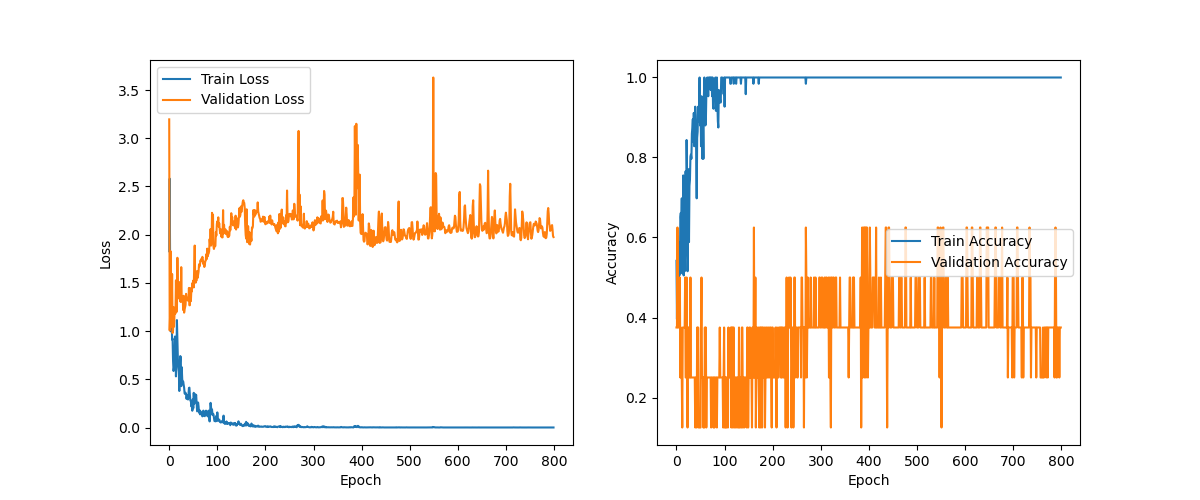 Train Loss
Validation Loss
3.5
3.0
2.5
2.0
1.5
1.0
0.5
0.0
Loss
0 100 200 300 400 500 600 700 800
Epoch
1.0
0.8
0.6
0.4
0.2
Accuracy
Train Accuracy
Validation Accuracy
0 100 200 300 400 500 600 700 800
Epoch